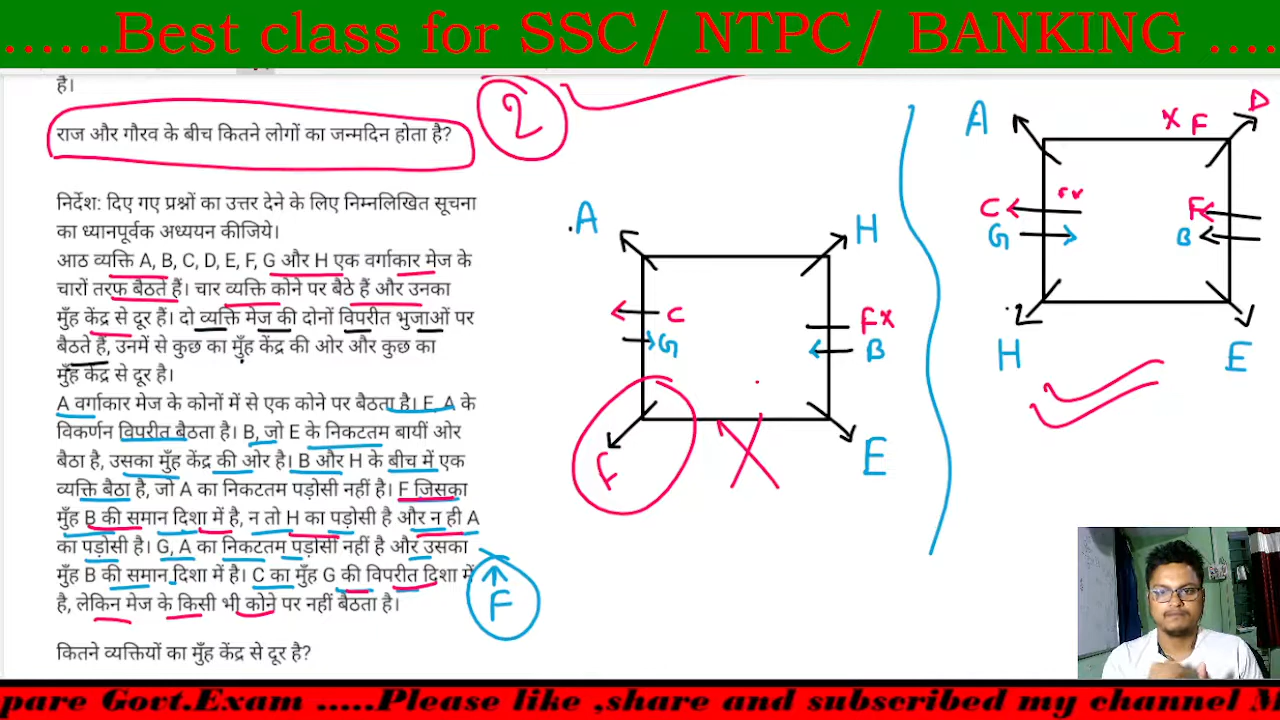 ......Best class for SSC/ NTPC/ BANKING ....
है।
राज और गौरव के बीच कितने लोगों का जन्मदिन होता है?
2
निर्देश: दिए गए प्रश्नों का उत्तर देने के लिए निम्नलिखित सूचना
का ध्यानपूर्वक अध्ययन कीजिये।
आठ व्यक्ति A, B, C, D, E, F, G और H एक वर्गाकार मेज के
चारों तरफ बैठते हैं। चार व्यक्ति कोने पर बैठे हैं और उनका
मुँह केंद्र से दूर हैं। दो व्यक्ति मेज की दोनों विपरीत भुजाओं पर
बैठते हैं, उनमें से कुछ का मुँह केंद्र की ओर और कुछ का
मुँह केंद्र से दूर है।
A वर्गाकार मेज के कोनों में से एक कोने पर बैठता है। E, A के
विकर्णन विपरीत बैठता है। B, जो E के निकटतम बायीं ओर
बैठा है, उसका मुँह केंद्र की ओर है। B और H के बीच में एक
व्यक्ति बैठा है, जो A का निकटतम पड़ोसी नहीं है। F जिसका
मुँह B की समान दिशा में है, न तो H का पड़ोसी है और न ही A
का पड़ोसी है। G, A का निकटतम पड़ोसी नहीं है और उसका
मुँह B की समान दिशा में है। C का मुँह G की विपरीत दिशा में
है, लेकिन मेज के किसी भी कोने पर नहीं बैठता है।
F
कितने व्यक्तियों का मुँह केंद्र से दूर है?
A H
C F x
G B
F E
A x F D
C F
G B
H E
pare Govt.Exam .....Please like ,share and subscribed my channel M